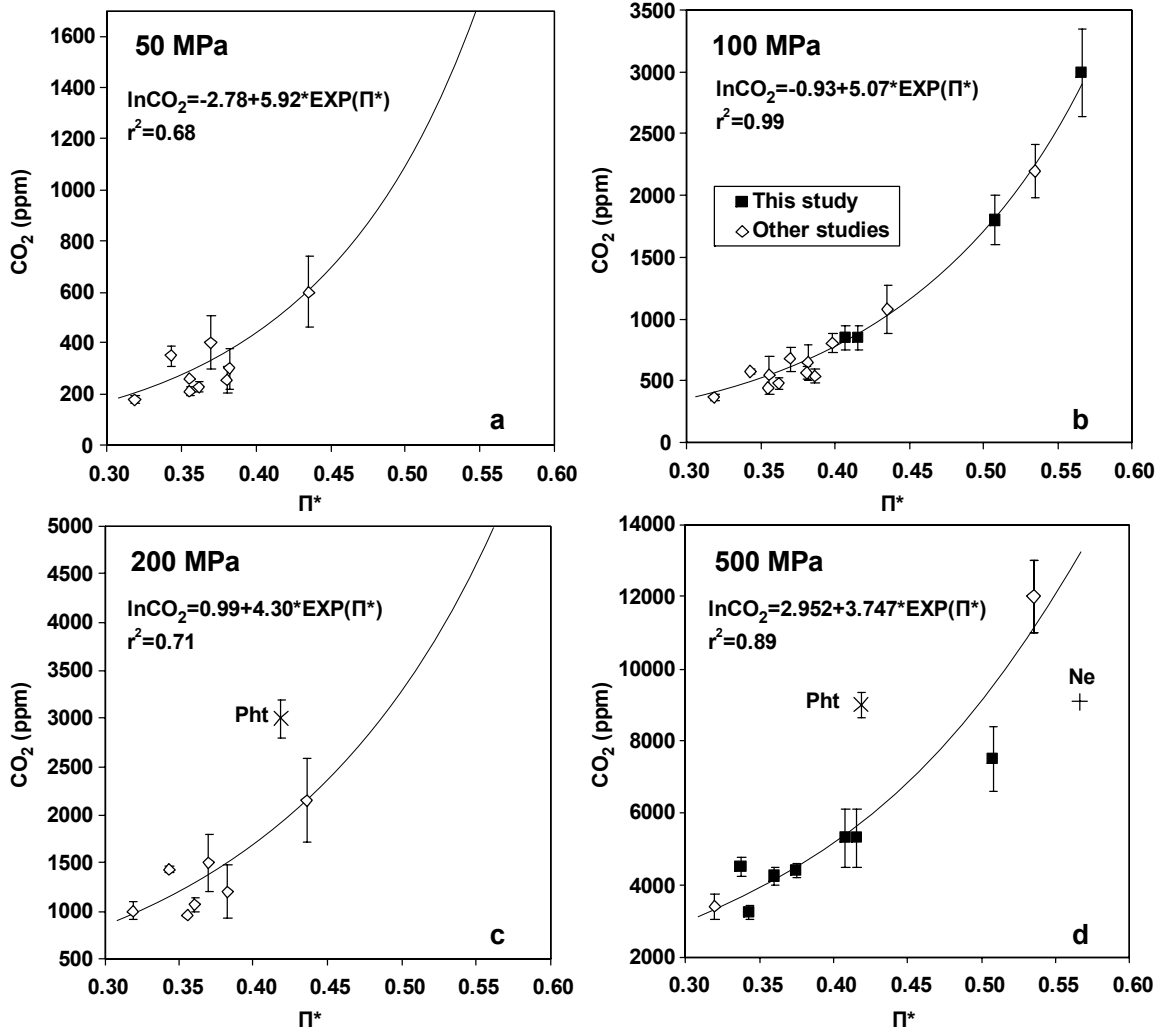 50 MPa
lnCO₂=-2.78+5.92*EXP(Π*)
r²=0.68
CO₂ (ppm)
1600
1400
1200
1000
800
600
400
200
0
0.30 0.35 0.40 0.45 0.50 0.55 0.60
Π*
a
100 MPa
lnCO₂=-0.93+5.07*EXP(Π*)
r²=0.99
This study
Other studies
CO₂ (ppm)
3500
3000
2500
2000
1500
1000
500
0
0.30 0.35 0.40 0.45 0.50 0.55 0.60
Π*
b
200 MPa
lnCO₂=0.99+4.30*EXP(Π*)
r²=0.71
Pht
CO₂ (ppm)
5000
4500
4000
3500
3000
2500
2000
1500
1000
500
0.30 0.35 0.40 0.45 0.50 0.55 0.60
Π*
c
500 MPa
lnCO₂=2.952+3.747*EXP(Π*)
r²=0.89
Ne
Pht
CO₂ (ppm)
14000
12000
10000
8000
6000
4000
2000
0.30 0.35 0.40 0.45 0.50 0.55 0.60
Π*
d